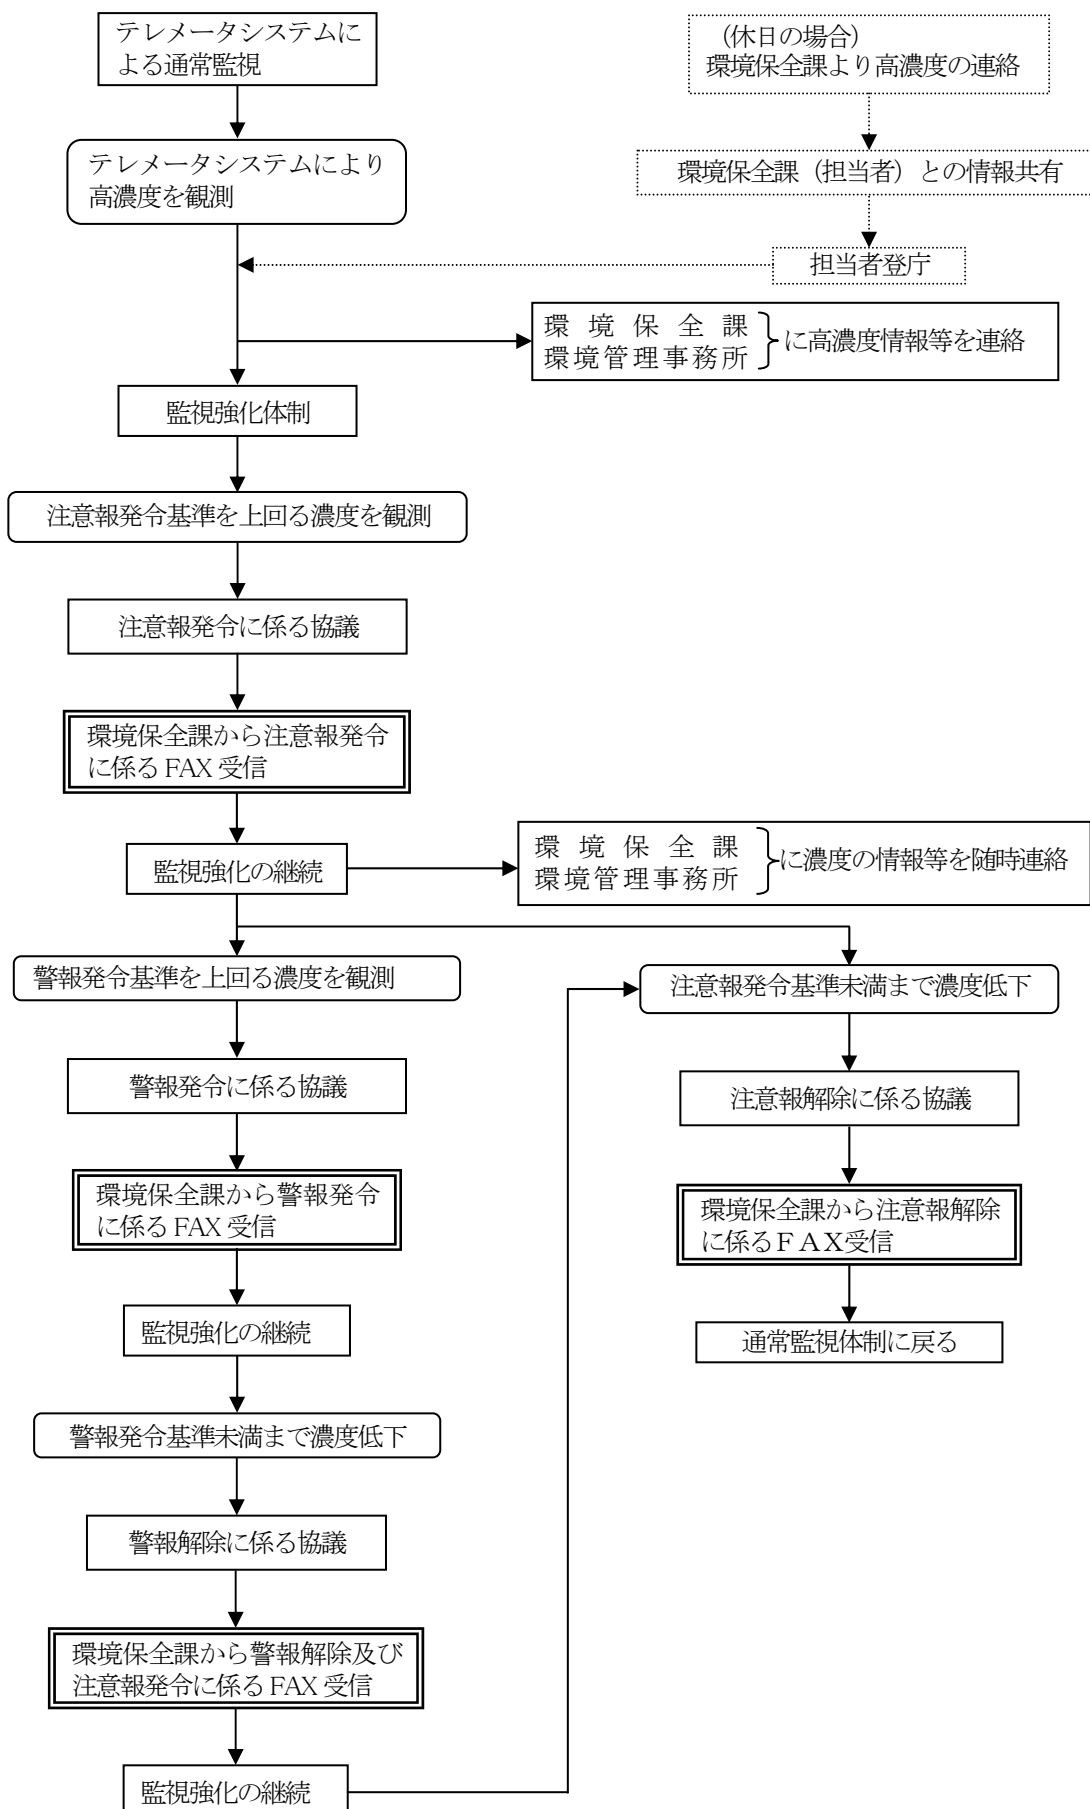 テレメータシステムに
よる通常監視
（休日の場合）
環境保全課より高濃度の連絡
テレメータシステムにより
高濃度を観測
環境保全課（担当者）との情報共有
担当者登庁
環境保全課
環境管理事務所
に高濃度情報等を連絡
監視強化体制
注意報発令基準を上回る濃度を観測
注意報発令に係る協議
環境保全課から注意報発令
に係る FAX 受信
監視強化の継続
環境保全課
環境管理事務所
に濃度の情報等を随時連絡
警報発令基準を上回る濃度を観測
警報発令に係る協議
環境保全課から警報発令
に係る FAX 受信
監視強化の継続
警報発令基準未満まで濃度低下
警報解除に係る協議
環境保全課から警報解除及び
注意報発令に係る FAX 受信
監視強化の継続
注意報発令基準未満まで濃度低下
注意報解除に係る協議
環境保全課から注意報解除
に係るＦＡＸ受信
通常監視体制に戻る